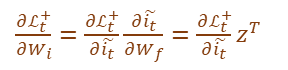 ∂ℒ_t^+/∂w_i = ∂ℒ_t^+/∂ĩ_t ∂ĩ_t/∂w_f = ∂ℒ_t^+/∂ĩ_t z^T